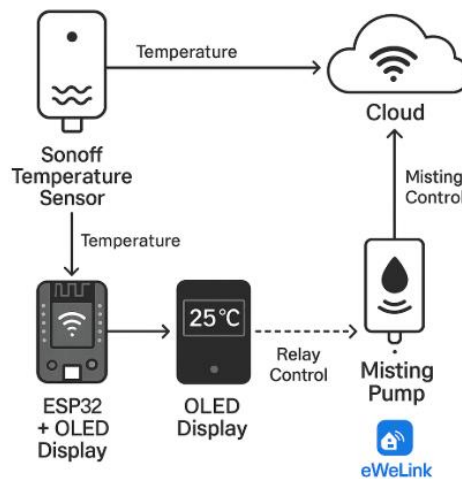 Temperature
Cloud
Sonoff
Temperature
Sensor
Misting
Control
Temperature
25°C
Relay
Control
ESP32
+ OLED
Display
OLED
Display
Misting
Pump
eWeLink